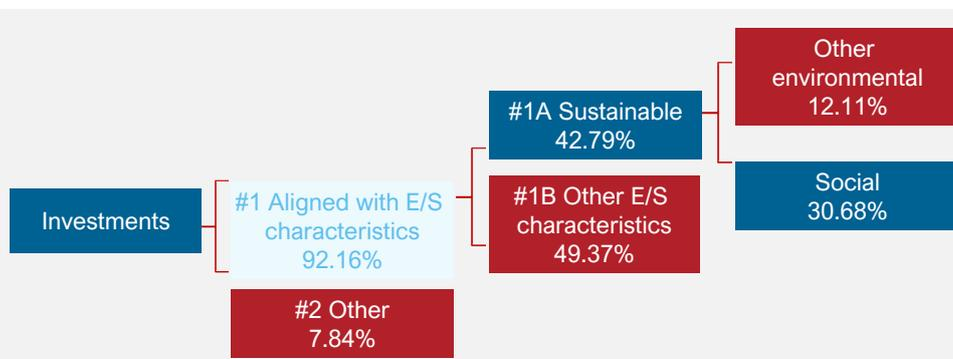 Investments
#1 Aligned with E/S
characteristics
92.16%
#2 Other
7.84%
#1A Sustainable
42.79%
#1B Other E/S
characteristics
49.37%
Other
environmental
12.11%
Social
30.68%